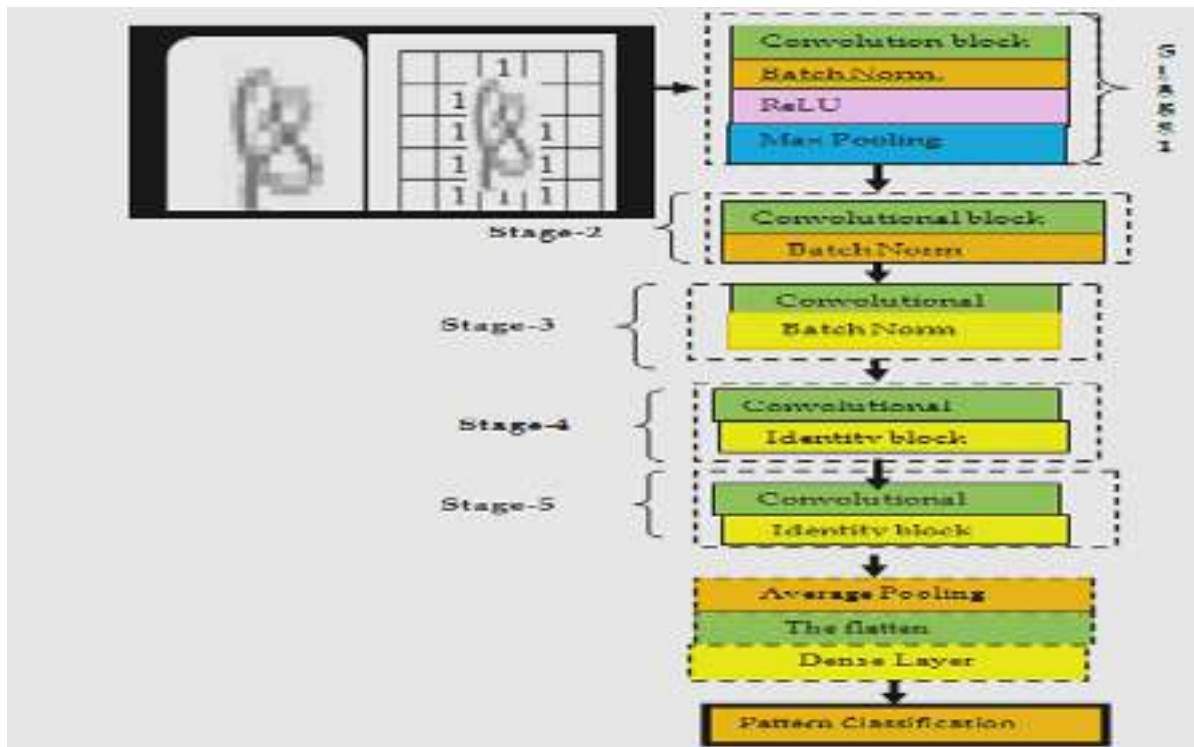 1
1
1 1
1 1
1 1 1
Convolution block
Batch Norm.
ReLU
Max Pooling
Stage 1
Stage-2
Convolutional block
Batch Norm
Stage-3
Convolutional
Batch Norm
Stage-4
Convolutional
Identity block
Stage-5
Convolutional
Identity block
Average Pooling
The flatten
Dense Layer
Pattern Classification